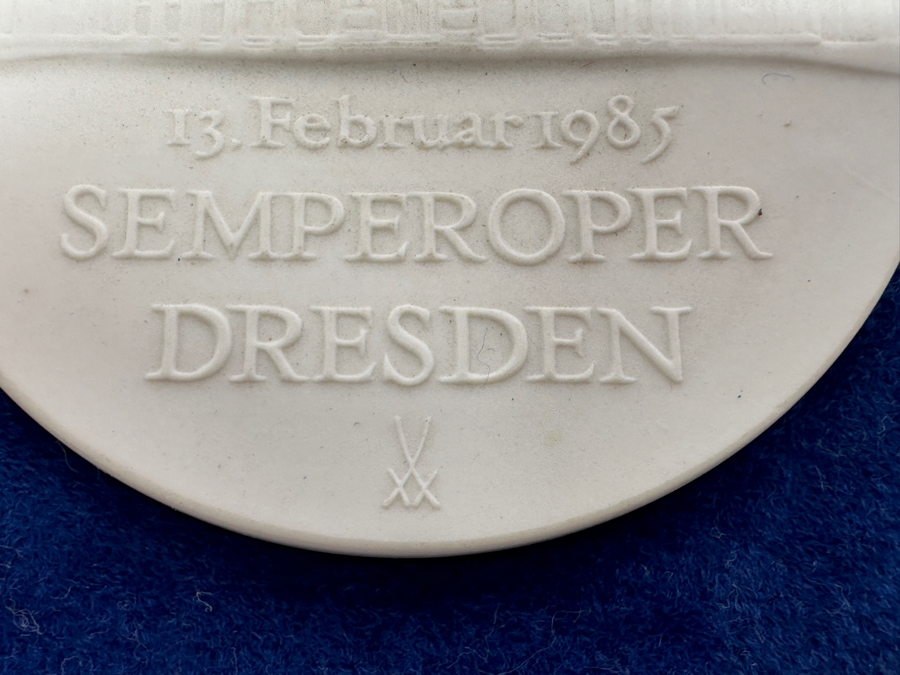 13. Februar 1985
SEMPEROPER
DRESDEN